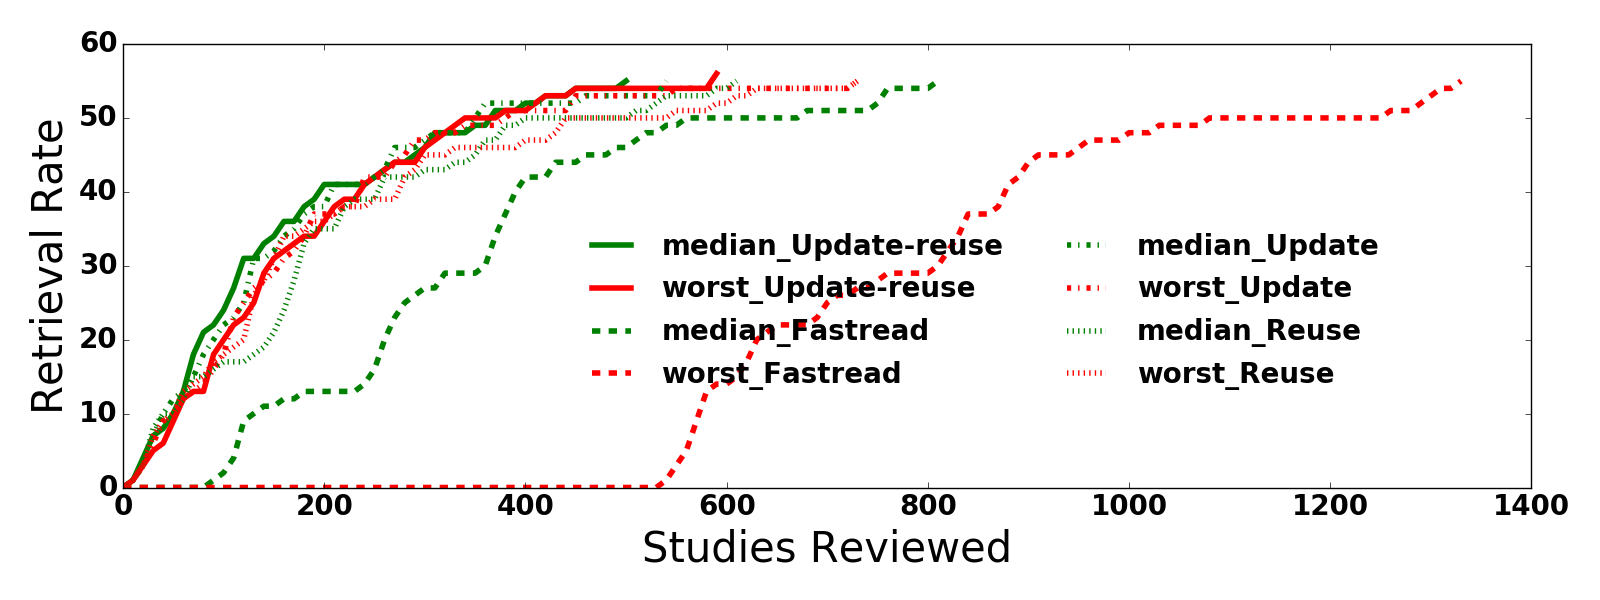 60
50
40
30
20
10
0
Retrieval Rate
median_Update-reuse
worst_Update-reuse
median_Fastread
worst_Fastread
median_Update
worst_Update
median_Reuse
worst_Reuse
0 200 400 600 800 1000 1200 1400
Studies Reviewed